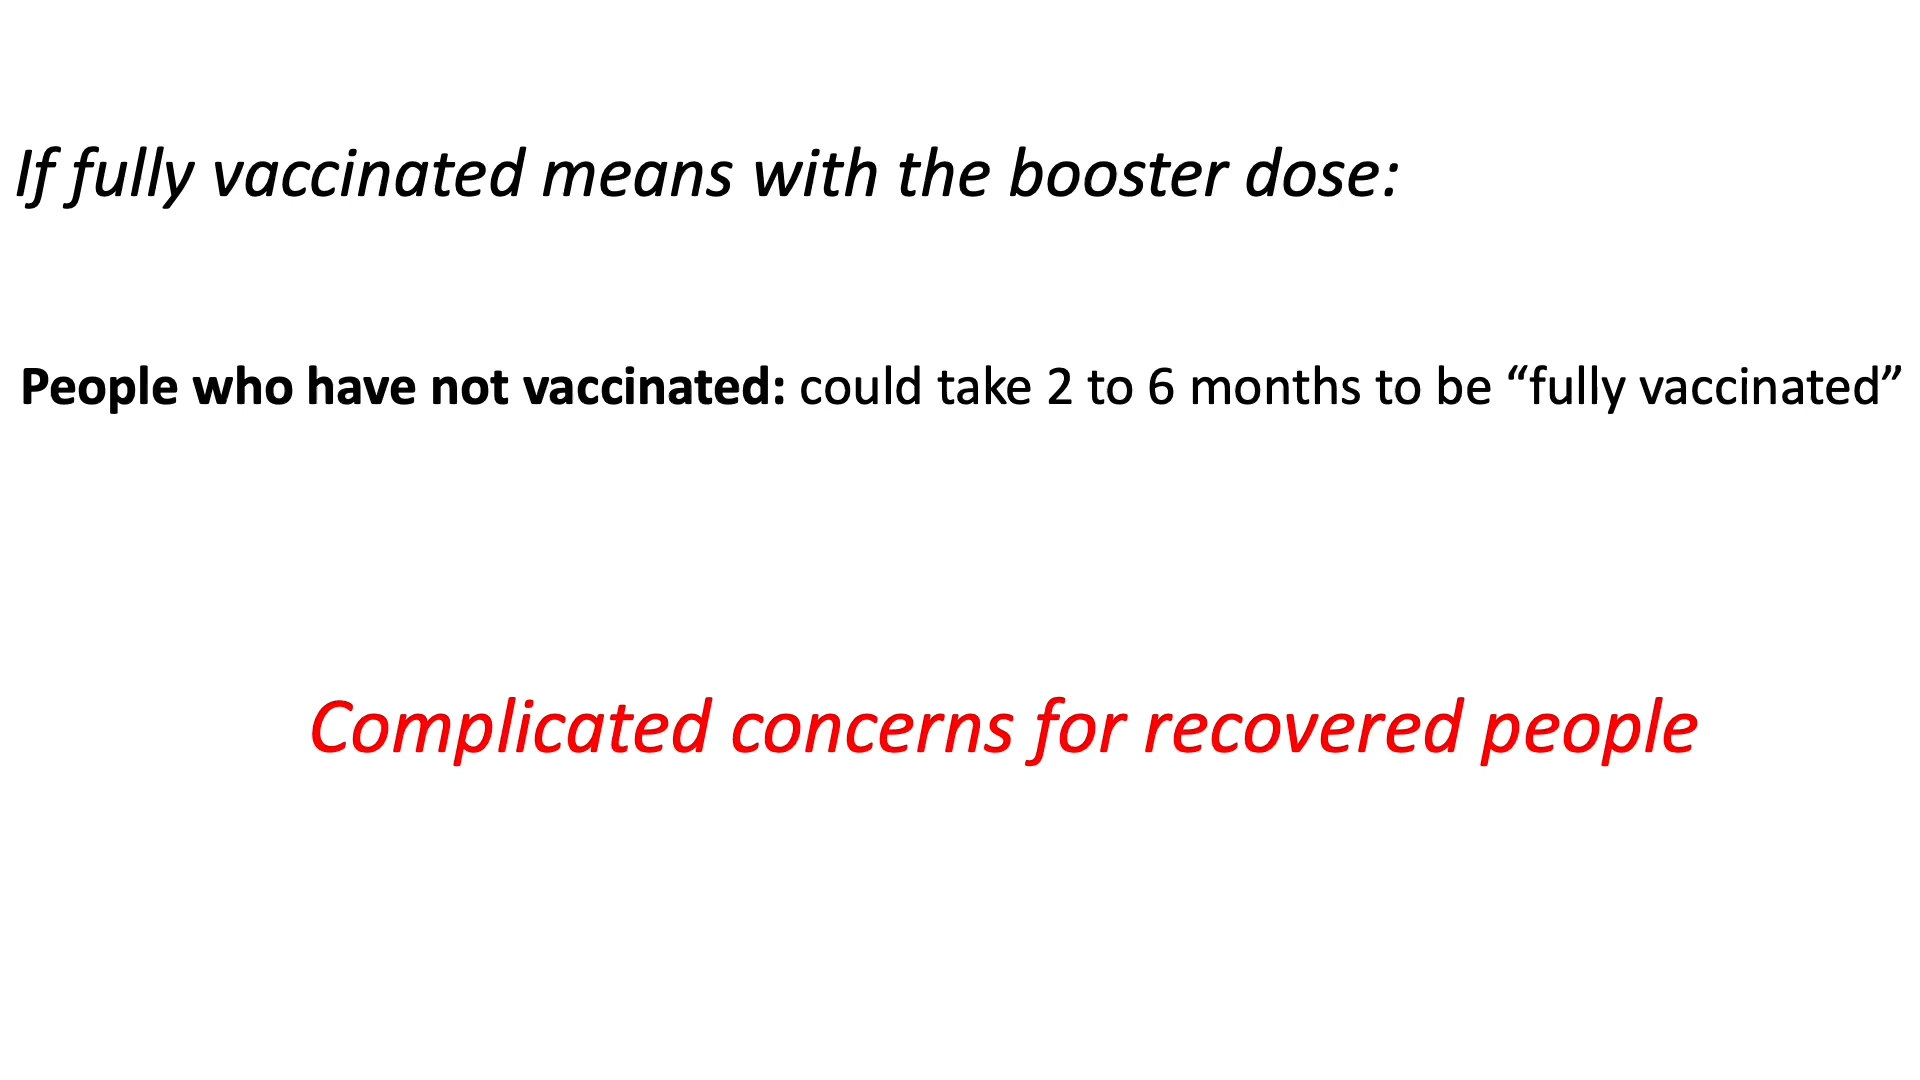 If fully vaccinated means with the booster dose:
People who have not vaccinated: could take 2 to 6 months to be “fully vaccinated”
Complicated concerns for recovered people